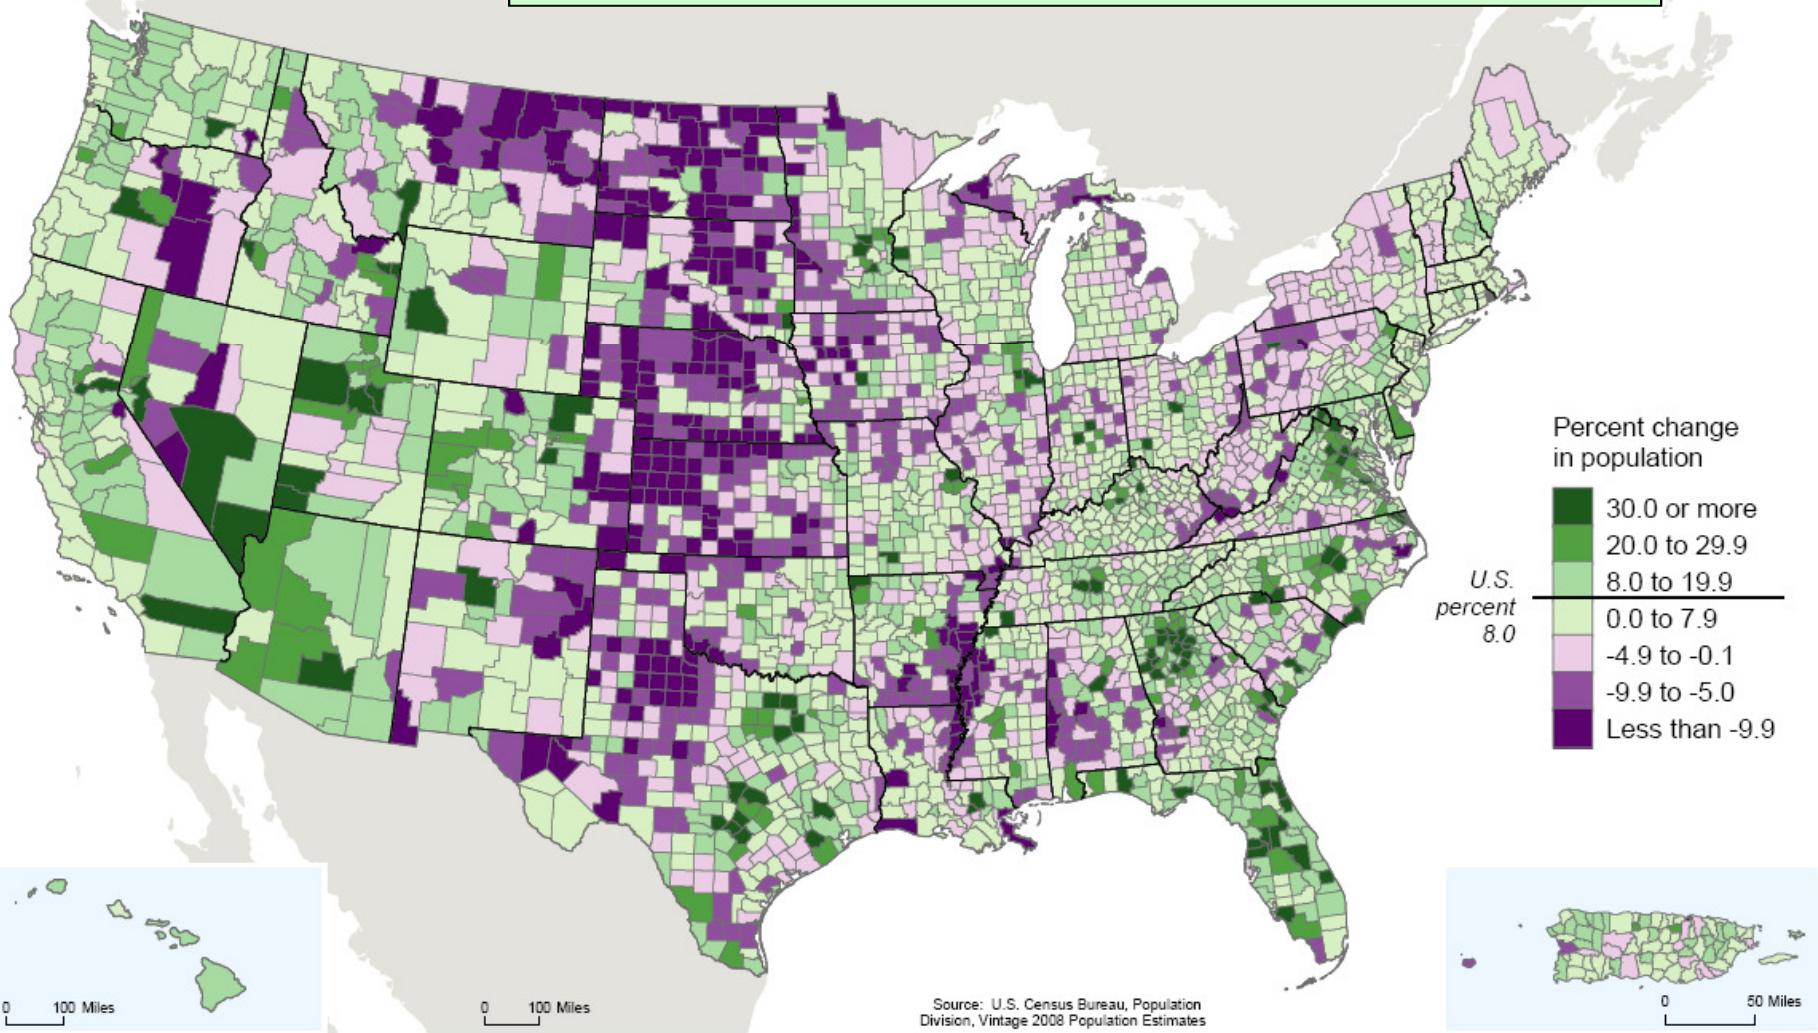 Percent change
in population
30.0 or more
20.0 to 29.9
8.0 to 19.9
0.0 to 7.9
-4.9 to -0.1
-9.9 to -5.0
Less than -9.9
U.S.
percent
8.0
0 100 Miles
0 100 Miles
Source: U.S. Census Bureau, Population
Division, Vintage 2008 Population Estimates
0 50 Miles